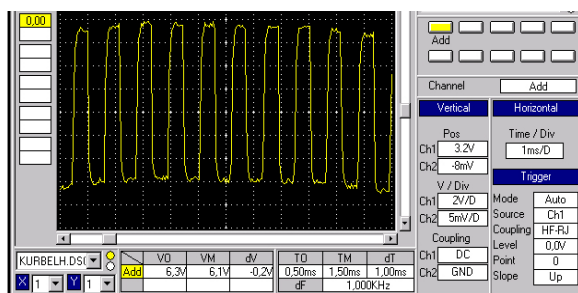 0,00
Add
Channel Add
Vertical Horizontal
Pos Time / Div
Ch1 3.2V 1ms/D
Ch2 -8mV
Trigger
V / Div
Ch1 2V/D
Ch2 5mV/D
Coupling
Ch1 DC
Ch2 GND
Mode Auto
Source Ch1
Coupling HF-RJ
Level 0,0V
Point 0
Slope Up
KURBELH.DS(
X 1 Y 1
VO VM dV TO TM dT
Add 6,3V 6,1V -0,2V 0,50ms 1,50ms 1,00ms
dF 1,000KHz